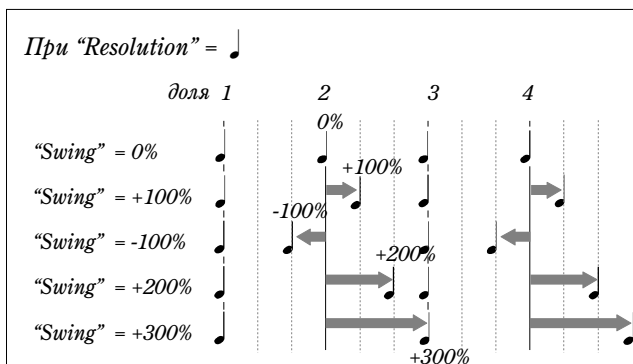 При “Resolution” = ♩
доля 1 2 3 4
0%
“Swing” = 0%
+100%
“Swing” = +100%
-100%
“Swing” = -100%
+200%
“Swing” = +200%
“Swing” = +300%
+300%